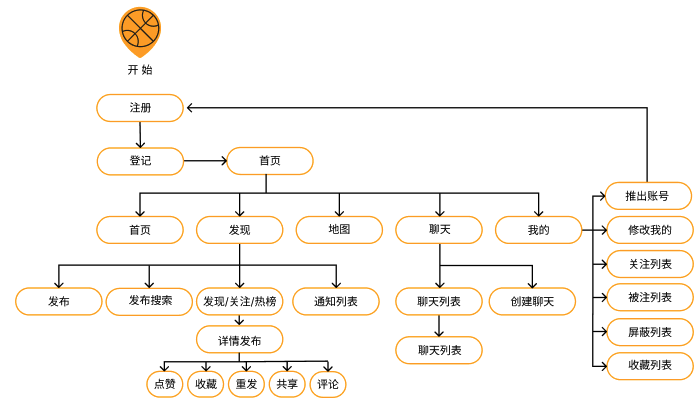 开 始
注册
登记
首页
首页
发现
地图
聊天
我的
推出账号
修改我的
关注列表
被注列表
屏蔽列表
收藏列表
发布
发布搜索
发现/关注/热榜
通知列表
聊天列表
创建聊天
详情发布
聊天列表
点赞
收藏
重发
共享
评论